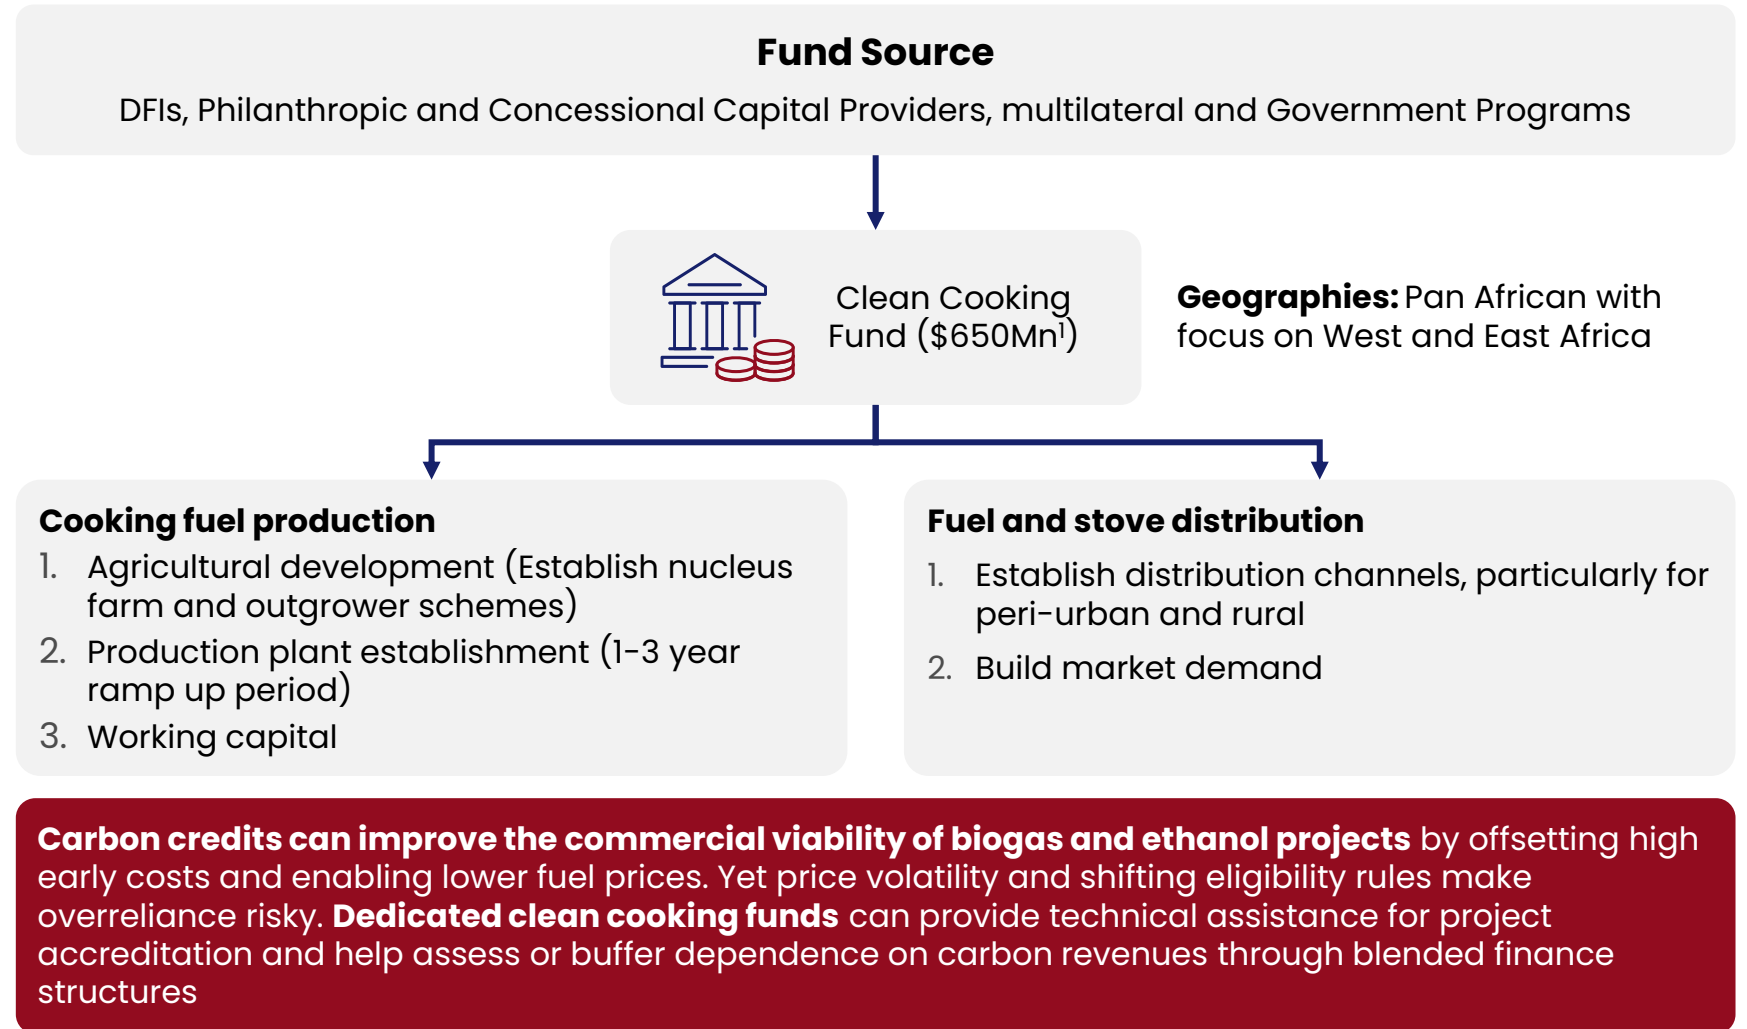 Fund Source
DFIs, Philanthropic and Concessional Capital Providers, multilateral and Government Programs
Clean Cooking
Fund ($650Mn¹)
Geographies: Pan African with
focus on West and East Africa
Cooking fuel production
1. Agricultural development (Establish nucleus
farm and outgrower schemes)
2. Production plant establishment (1-3 year
ramp up period)
3. Working capital
Fuel and stove distribution
1. Establish distribution channels, particularly for
peri-urban and rural
2. Build market demand
Carbon credits can improve the commercial viability of biogas and ethanol projects by offsetting high
early costs and enabling lower fuel prices. Yet price volatility and shifting eligibility rules make
overreliance risky. Dedicated clean cooking funds can provide technical assistance for project
accreditation and help assess or buffer dependence on carbon revenues through blended finance
structures